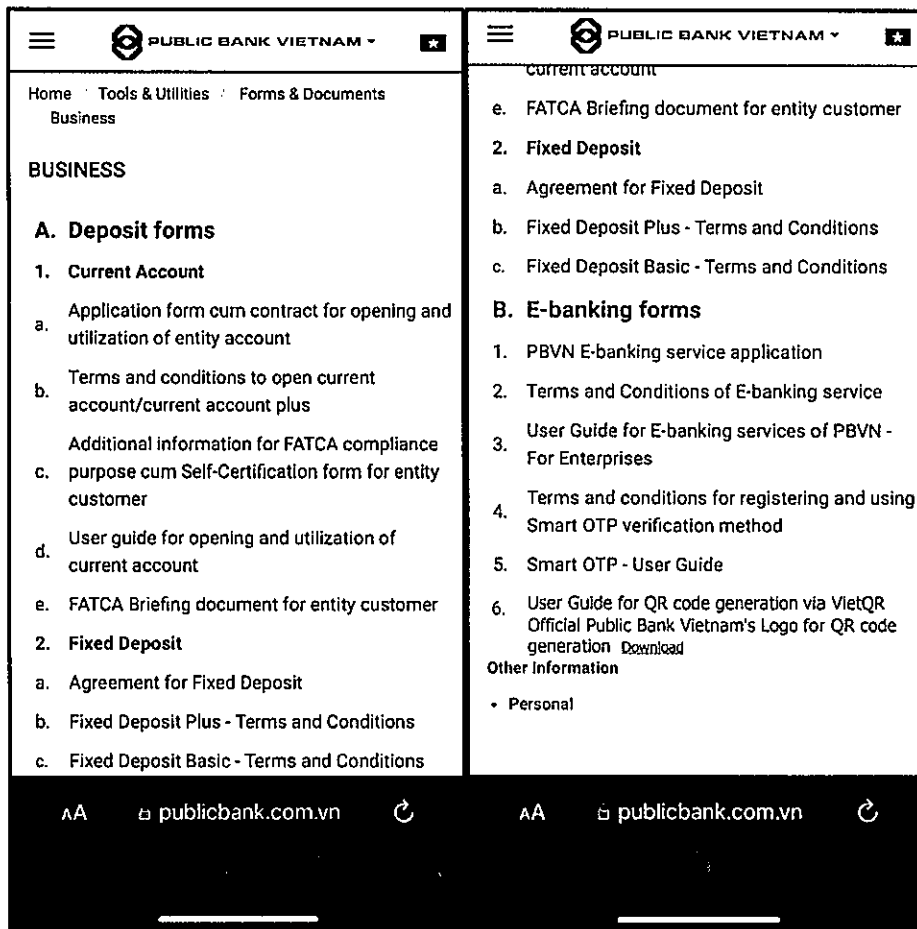 PUBLIC BANK VIETNAM
Home Tools & Utilities Forms & Documents
Business
BUSINESS
A. Deposit forms
1. Current Account
a. Application form cum contract for opening and
utilization of entity account
b. Terms and conditions to open current
account/current account plus
c. Additional information for FATCA compliance
purpose cum Self-Certification form for entity
customer
d. User guide for opening and utilization of
current account
e. FATCA Briefing document for entity customer
2. Fixed Deposit
a. Agreement for Fixed Deposit
b. Fixed Deposit Plus - Terms and Conditions
c. Fixed Deposit Basic - Terms and Conditions
AA publicbank.com.vn
PUBLIC BANK VIETNAM
current account
e. FATCA Briefing document for entity customer
2. Fixed Deposit
a. Agreement for Fixed Deposit
b. Fixed Deposit Plus - Terms and Conditions
c. Fixed Deposit Basic - Terms and Conditions
B. E-banking forms
1. PBVN E-banking service application
2. Terms and Conditions of E-banking service
3. User Guide for E-banking services of PBVN -
For Enterprises
4. Terms and conditions for registering and using
Smart OTP verification method
5. Smart OTP - User Guide
6. User Guide for QR code generation via VietQR
Official Public Bank Vietnam's Logo for QR code
generation Download
Other Information
• Personal
AA publicbank.com.vn